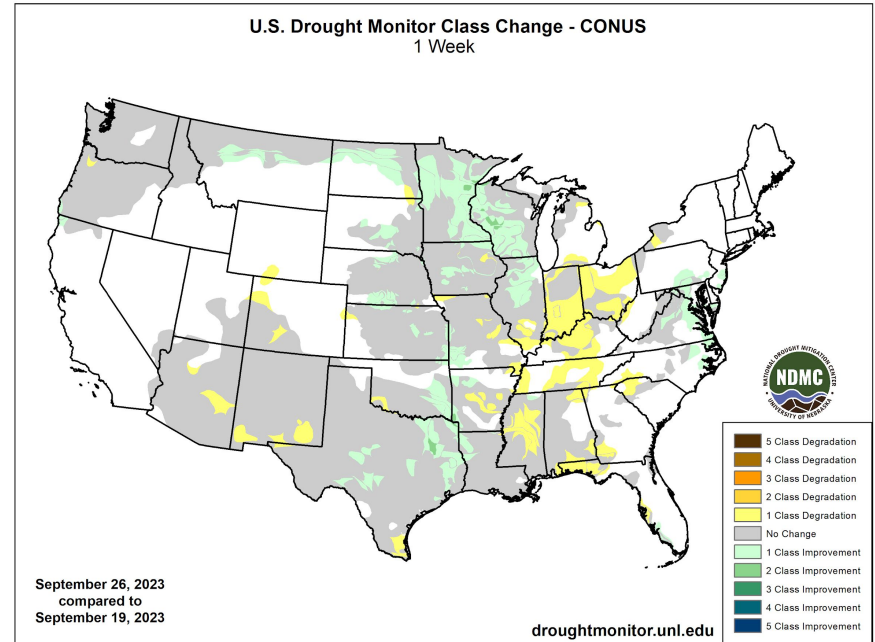 U.S. Drought Monitor Class Change - CONUS
1 Week
NATIONAL DROUGHT MITIGATION CENTER
NDMC
UNIVERSITY OF NEBRASKA
5 Class Degradation
4 Class Degradation
3 Class Degradation
2 Class Degradation
1 Class Degradation
No Change
1 Class Improvement
2 Class Improvement
3 Class Improvement
4 Class Improvement
5 Class Improvement
September 26, 2023
compared to
September 19, 2023
droughtmonitor.unl.edu